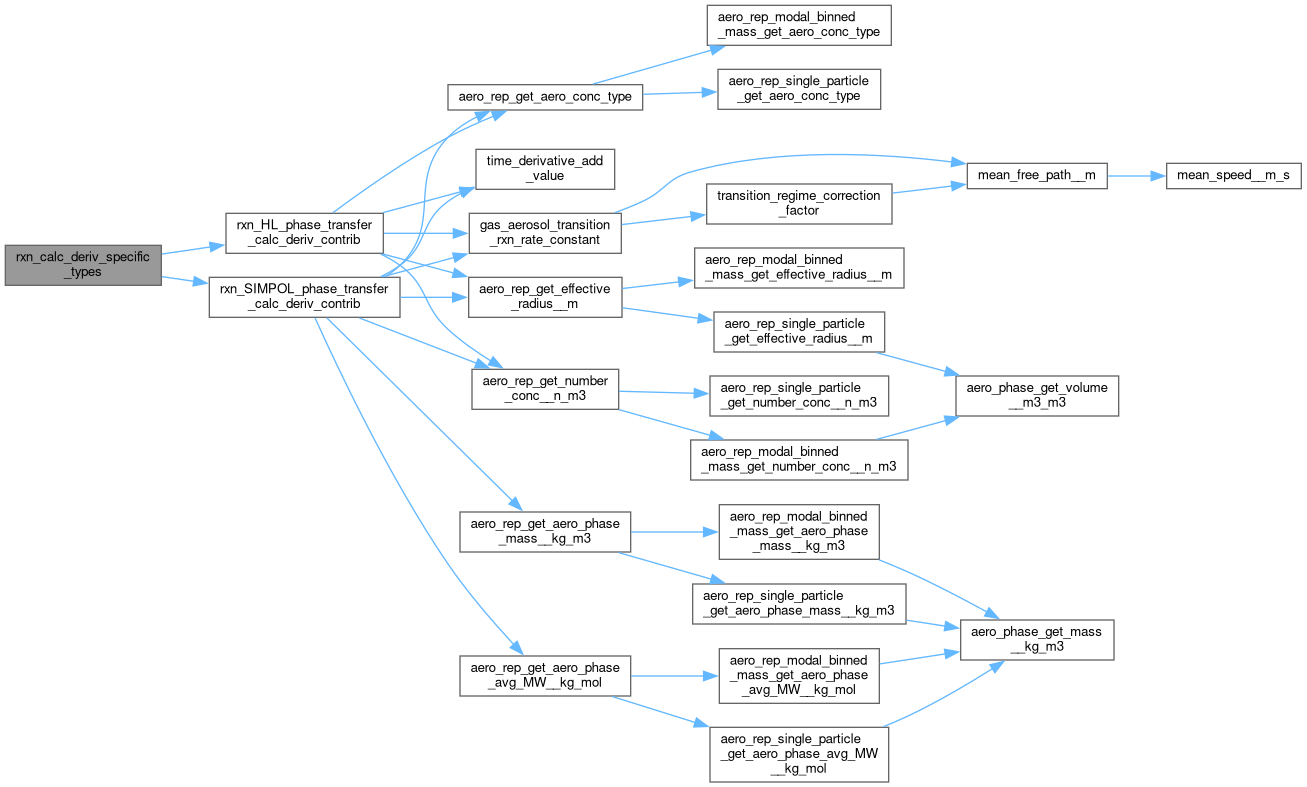 rxn_calc_deriv_specific
_types
rxn_HL_phase_transfer
_calc_deriv_contrib
rxn_SIMPOL_phase_transfer
_calc_deriv_contrib
aero_rep_get_aero_conc_type
time_derivative_add
_value
gas_aerosol_transition
_rxn_rate_constant
aero_rep_get_effective
_radius__m
aero_rep_get_number
_conc__n_m3
aero_rep_get_aero_phase
_mass__kg_m3
aero_rep_get_aero_phase
_avg_MW__kg_mol
aero_rep_modal_binned
_mass_get_aero_conc_type
aero_rep_single_particle
_get_aero_conc_type
transition_regime_correction
_factor
aero_rep_modal_binned
_mass_get_effective_radius__m
aero_rep_single_particle
_get_effective_radius__m
aero_rep_single_particle
_get_number_conc__n_m3
aero_rep_modal_binned
_mass_get_number_conc__n_m3
aero_rep_modal_binned
_mass_get_aero_phase
_mass__kg_m3
aero_rep_single_particle
_get_aero_phase_mass__kg_m3
aero_rep_modal_binned
_mass_get_aero_phase
_avg_MW__kg_mol
aero_rep_single_particle
_get_aero_phase_avg_MW
__kg_mol
mean_free_path__m
aero_phase_get_volume
__m3_m3
aero_phase_get_mass
__kg_m3
mean_speed__m_s